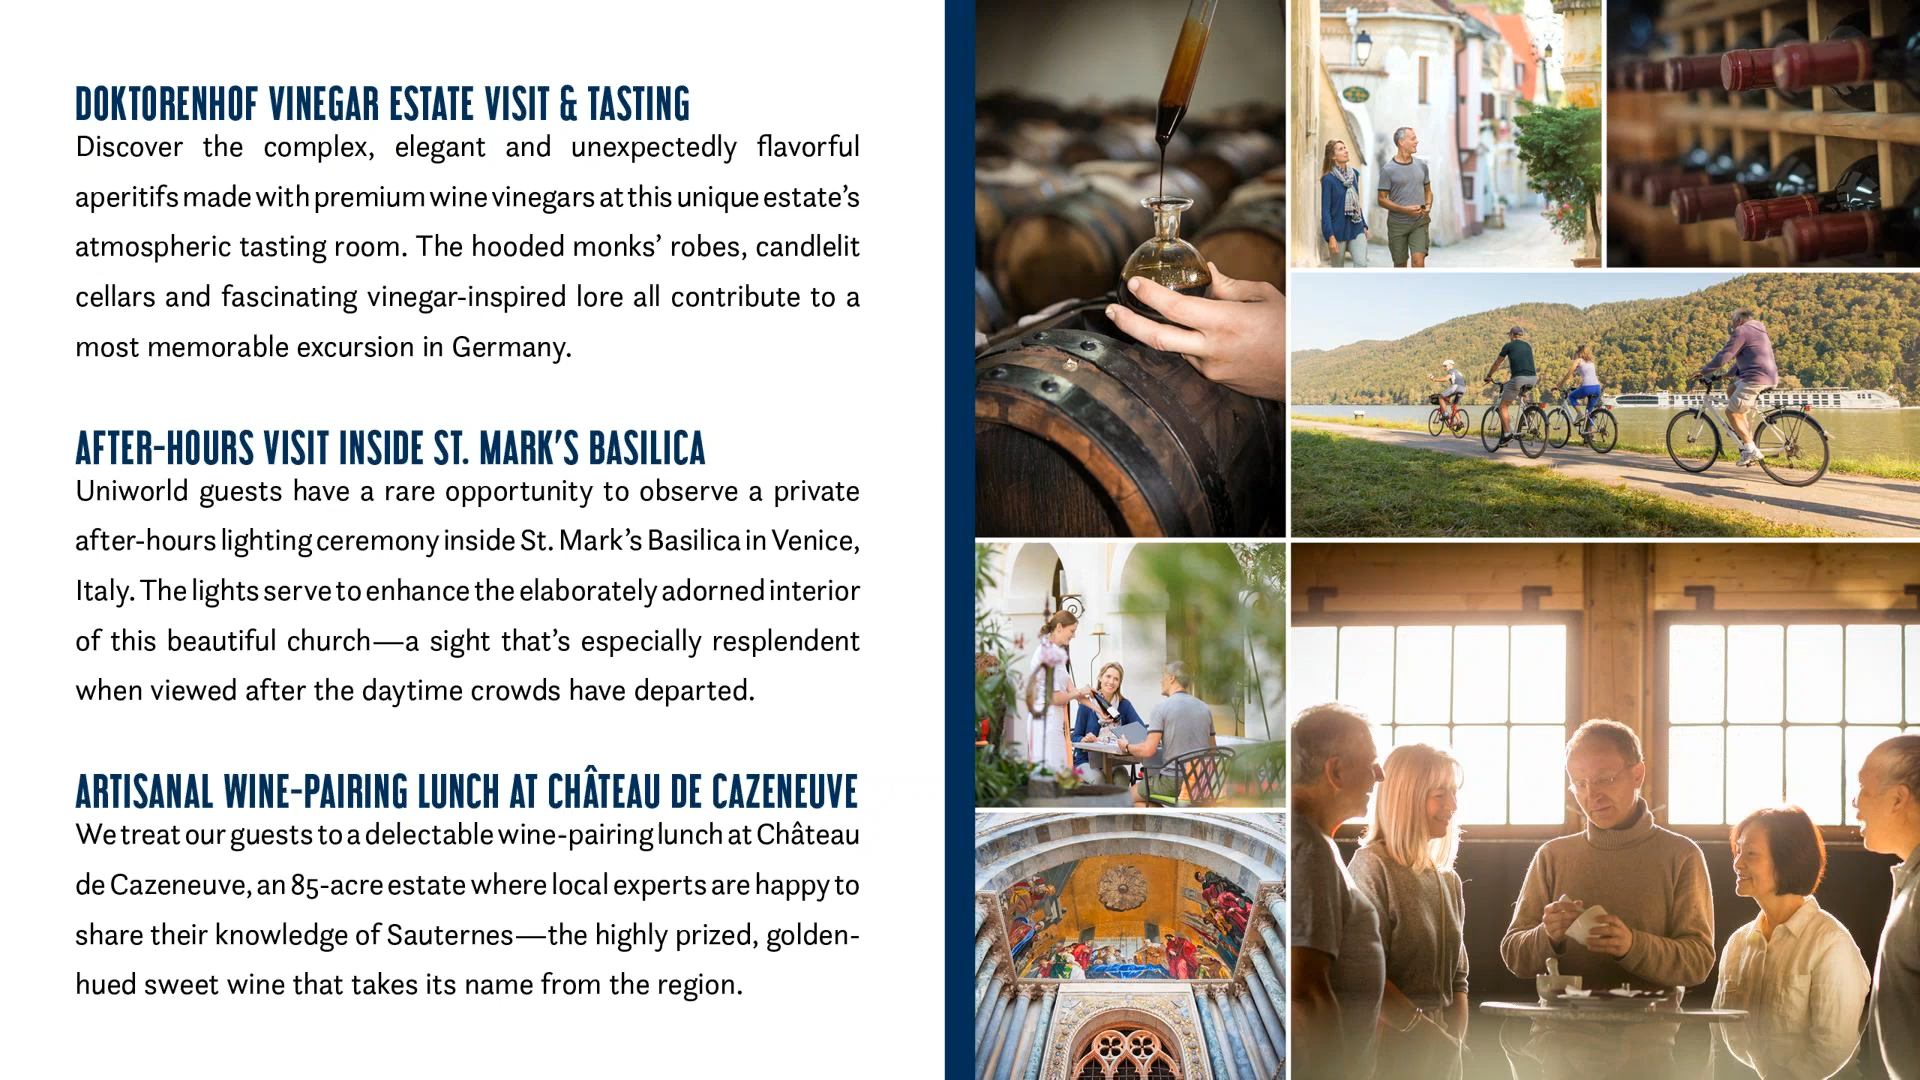 DOKTORENHOF VINEGAR ESTATE VISIT & TASTING
Discover the complex, elegant and unexpectedly flavorful
aperitifs made with premium wine vinegars at this unique estate’s
atmospheric tasting room. The hooded monks’ robes, candlelit
cellars and fascinating vinegar-inspired lore all contribute to a
most memorable excursion in Germany.
AFTER-HOURS VISIT INSIDE ST. MARK’S BASILICA
Uniworld guests have a rare opportunity to observe a private
after-hours lighting ceremony inside St. Mark’s Basilica in Venice,
Italy. The lights serve to enhance the elaborately adorned interior
of this beautiful church—a sight that’s especially resplendent
when viewed after the daytime crowds have departed.
ARTISANAL WINE-PAIRING LUNCH AT CHÂTEAU DE CAZENEUVE
We treat our guests to a delectable wine-pairing lunch at Château
de Cazeneuve, an 85-acre estate where local experts are happy to
share their knowledge of Sauternes—the highly prized, golden-
hued sweet wine that takes its name from the region.